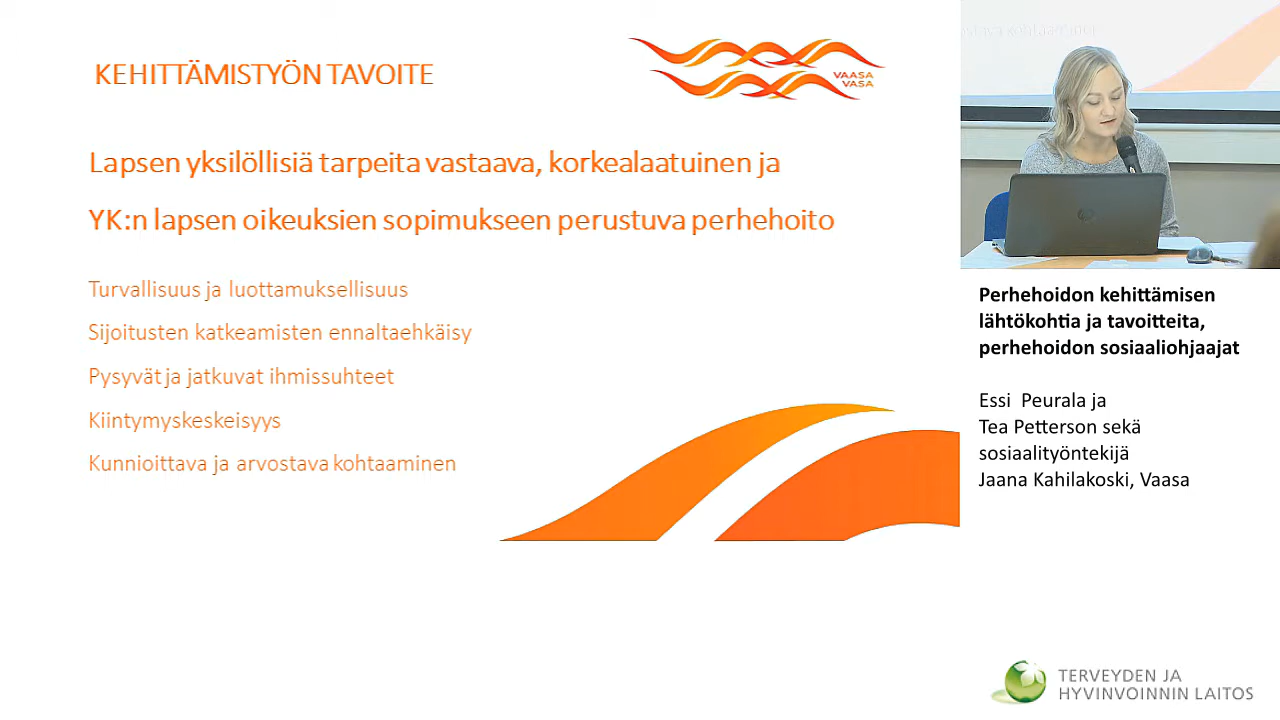 KEHITTÄMISTYÖN TAVOITE
VAASA
VASA
Lapsen yksilöllisiä tarpeita vastaava, korkealaatuinen ja
YK:n lapsen oikeuksien sopimukseen perustuva perhehoito
Turvallisuus ja luottamuksellisuus
Sijoitusten katkeamisten ennaltaehkäisy
Pysyvät ja jatkuvat ihmissuhteet
Kiintymyskeskeisyys
Kunnioittava ja arvostava kohtaaminen
Perhehoidon kehittämisen
lähtökohtia ja tavoitteita,
perhehoidon sosiaaliohjaajat
Essi Peurala ja
Tea Petterson sekä
sosiaalityöntekijä
Jaana Kahilakoski, Vaasa
TERVEYDEN JA
HYVINVOINNIN LAITOS